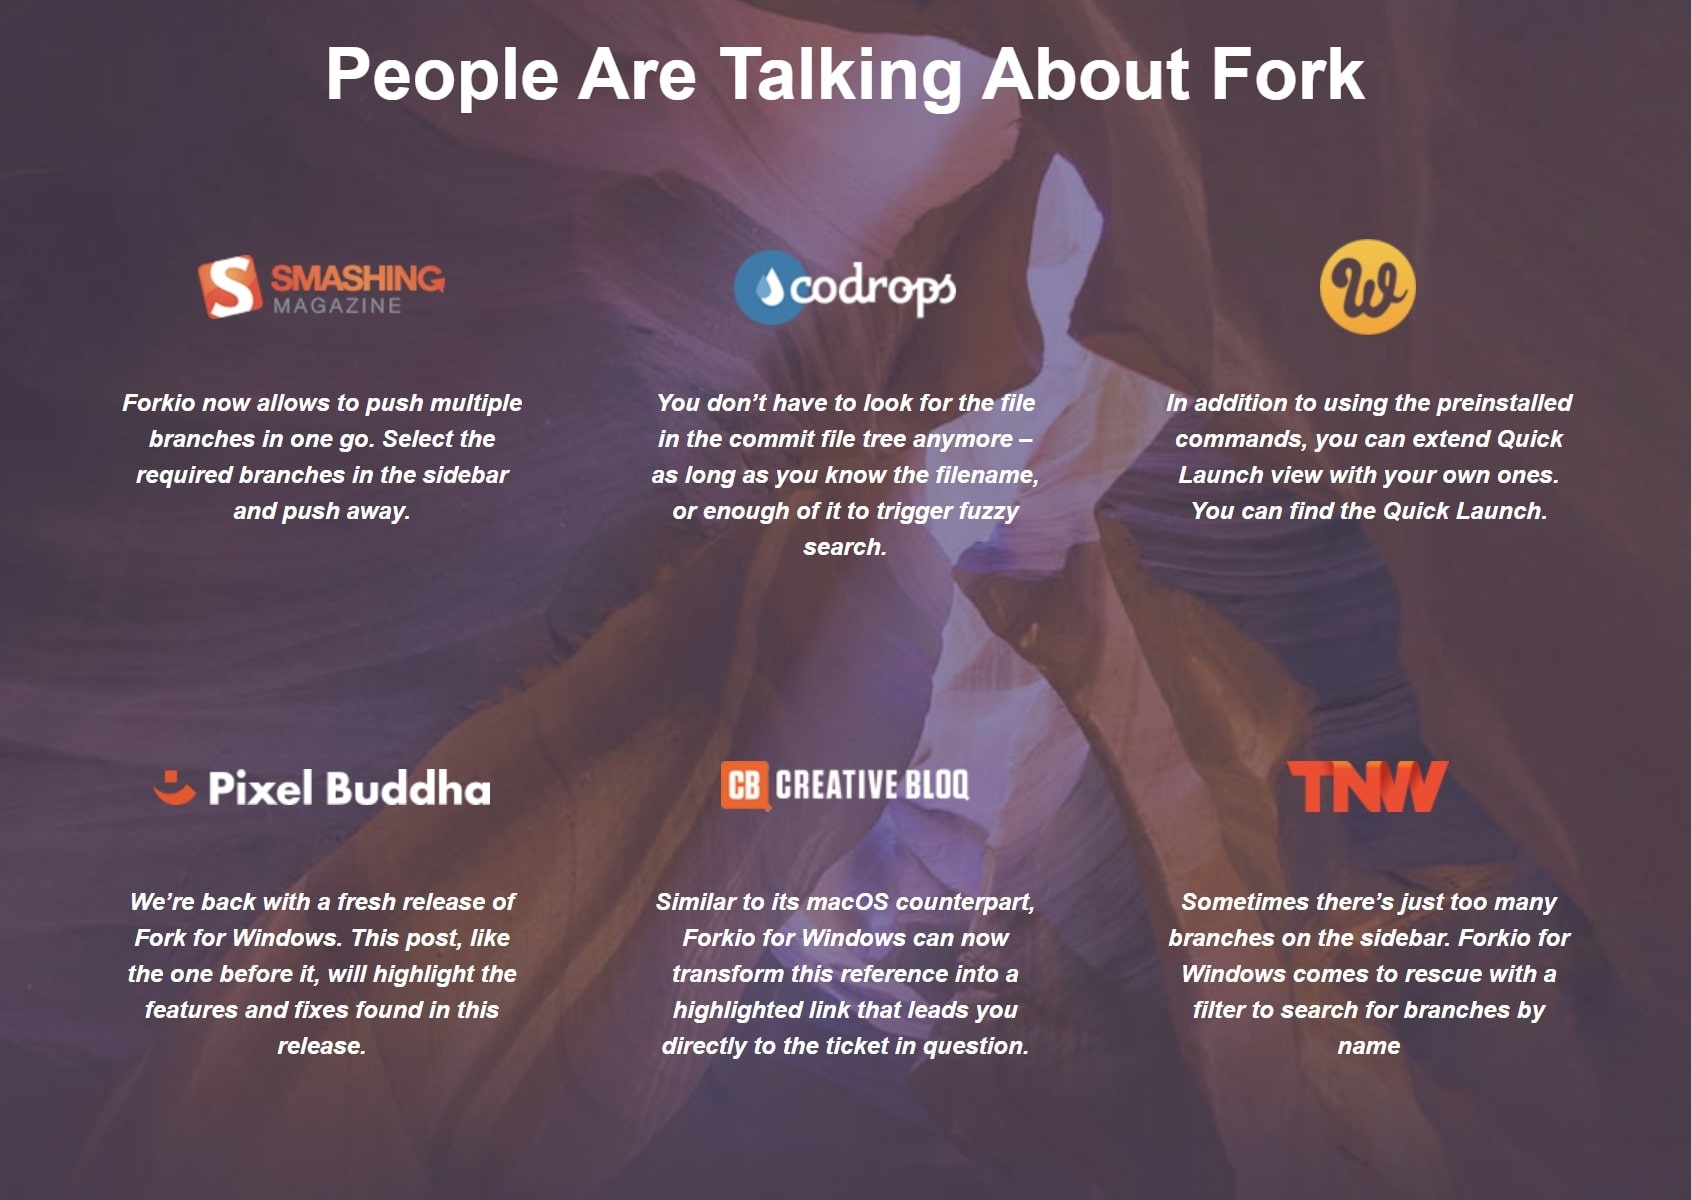 People Are Talking About Fork
SMASHING
MAGAZINE
codrops
W
Forkio now allows to push multiple
branches in one go. Select the
required branches in the sidebar
and push away.
You don’t have to look for the file
in the commit file tree anymore –
as long as you know the filename,
or enough of it to trigger fuzzy
search.
In addition to using the preinstalled
commands, you can extend Quick
Launch view with your own ones.
You can find the Quick Launch.
Pixel Buddha
CB CREATIVE BLOQ
TNW
We’re back with a fresh release of
Fork for Windows. This post, like
the one before it, will highlight the
features and fixes found in this
release.
Similar to its macOS counterpart,
Forkio for Windows can now
transform this reference into a
highlighted link that leads you
directly to the ticket in question.
Sometimes there’s just too many
branches on the sidebar. Forkio for
Windows comes to rescue with a
filter to search for branches by
name